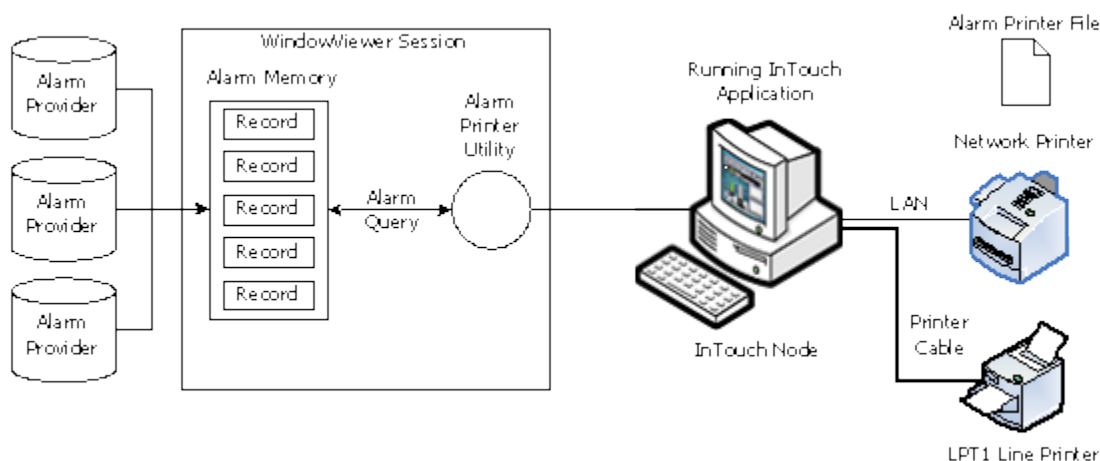 Alarm Printer File
WindowViewer Session
Alarm
Provider
Alarm Memory
Record
Record
Record
Record
Record
Alarm
Provider
Alarm
Provider
Alarm
Query
Alarm
Printer
Utility
Running InTouch
Application
InTouch Node
Network Printer
LAN
Printer
Cable
LPT1 Line Printer